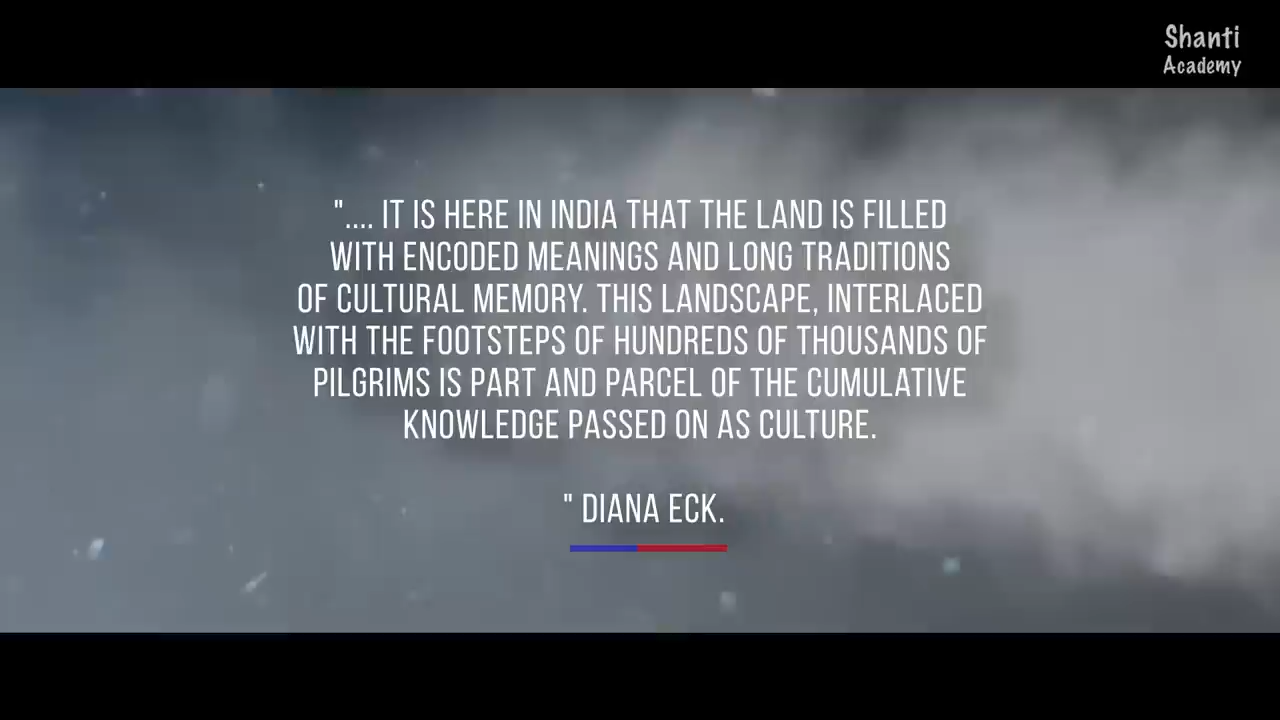 Shanti
Academy
".... IT IS HERE IN INDIA THAT THE LAND IS FILLED
WITH ENCODED MEANINGS AND LONG TRADITIONS
OF CULTURAL MEMORY. THIS LANDSCAPE, INTERLACED
WITH THE FOOTSTEPS OF HUNDREDS OF THOUSANDS OF
PILGRIMS IS PART AND PARCEL OF THE CUMULATIVE
KNOWLEDGE PASSED ON AS CULTURE.
" DIANA ECK.